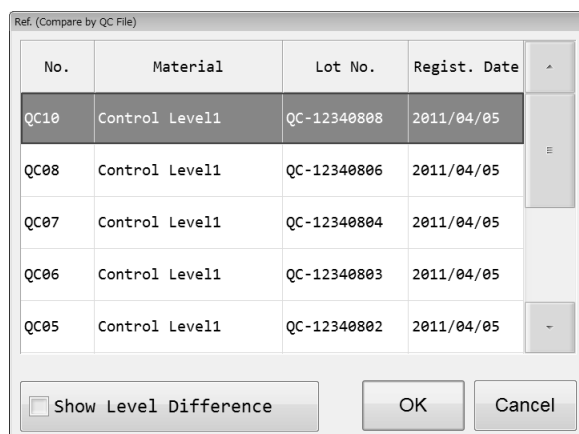 Ref. (Compare by QC File)
No. Material Lot No. Regist. Date
QC10 Control Level1 QC-12340808 2011/04/05
QC08 Control Level1 QC-12340806 2011/04/05
QC07 Control Level1 QC-12340804 2011/04/05
QC06 Control Level1 QC-12340803 2011/04/05
QC05 Control Level1 QC-12340802 2011/04/05
Show Level Difference OK Cancel